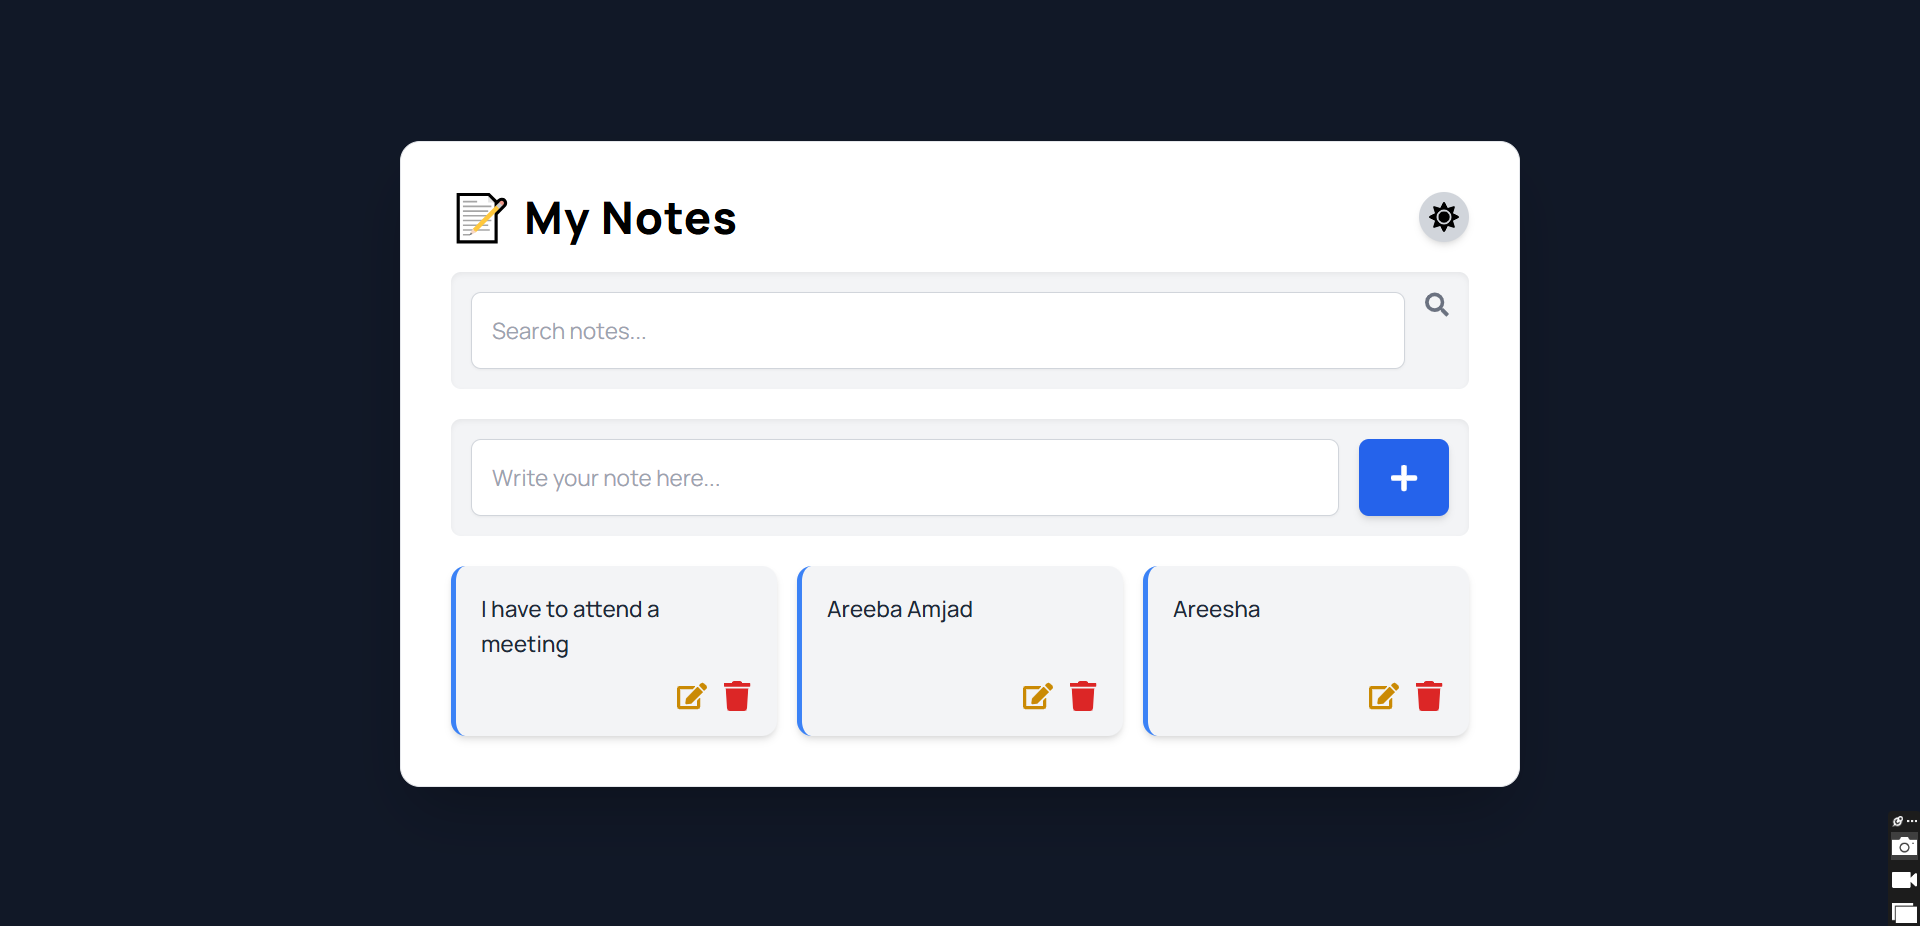 My Notes
Search notes...
Write your note here...
I have to attend a
meeting
Areeba Amjad
Areesha